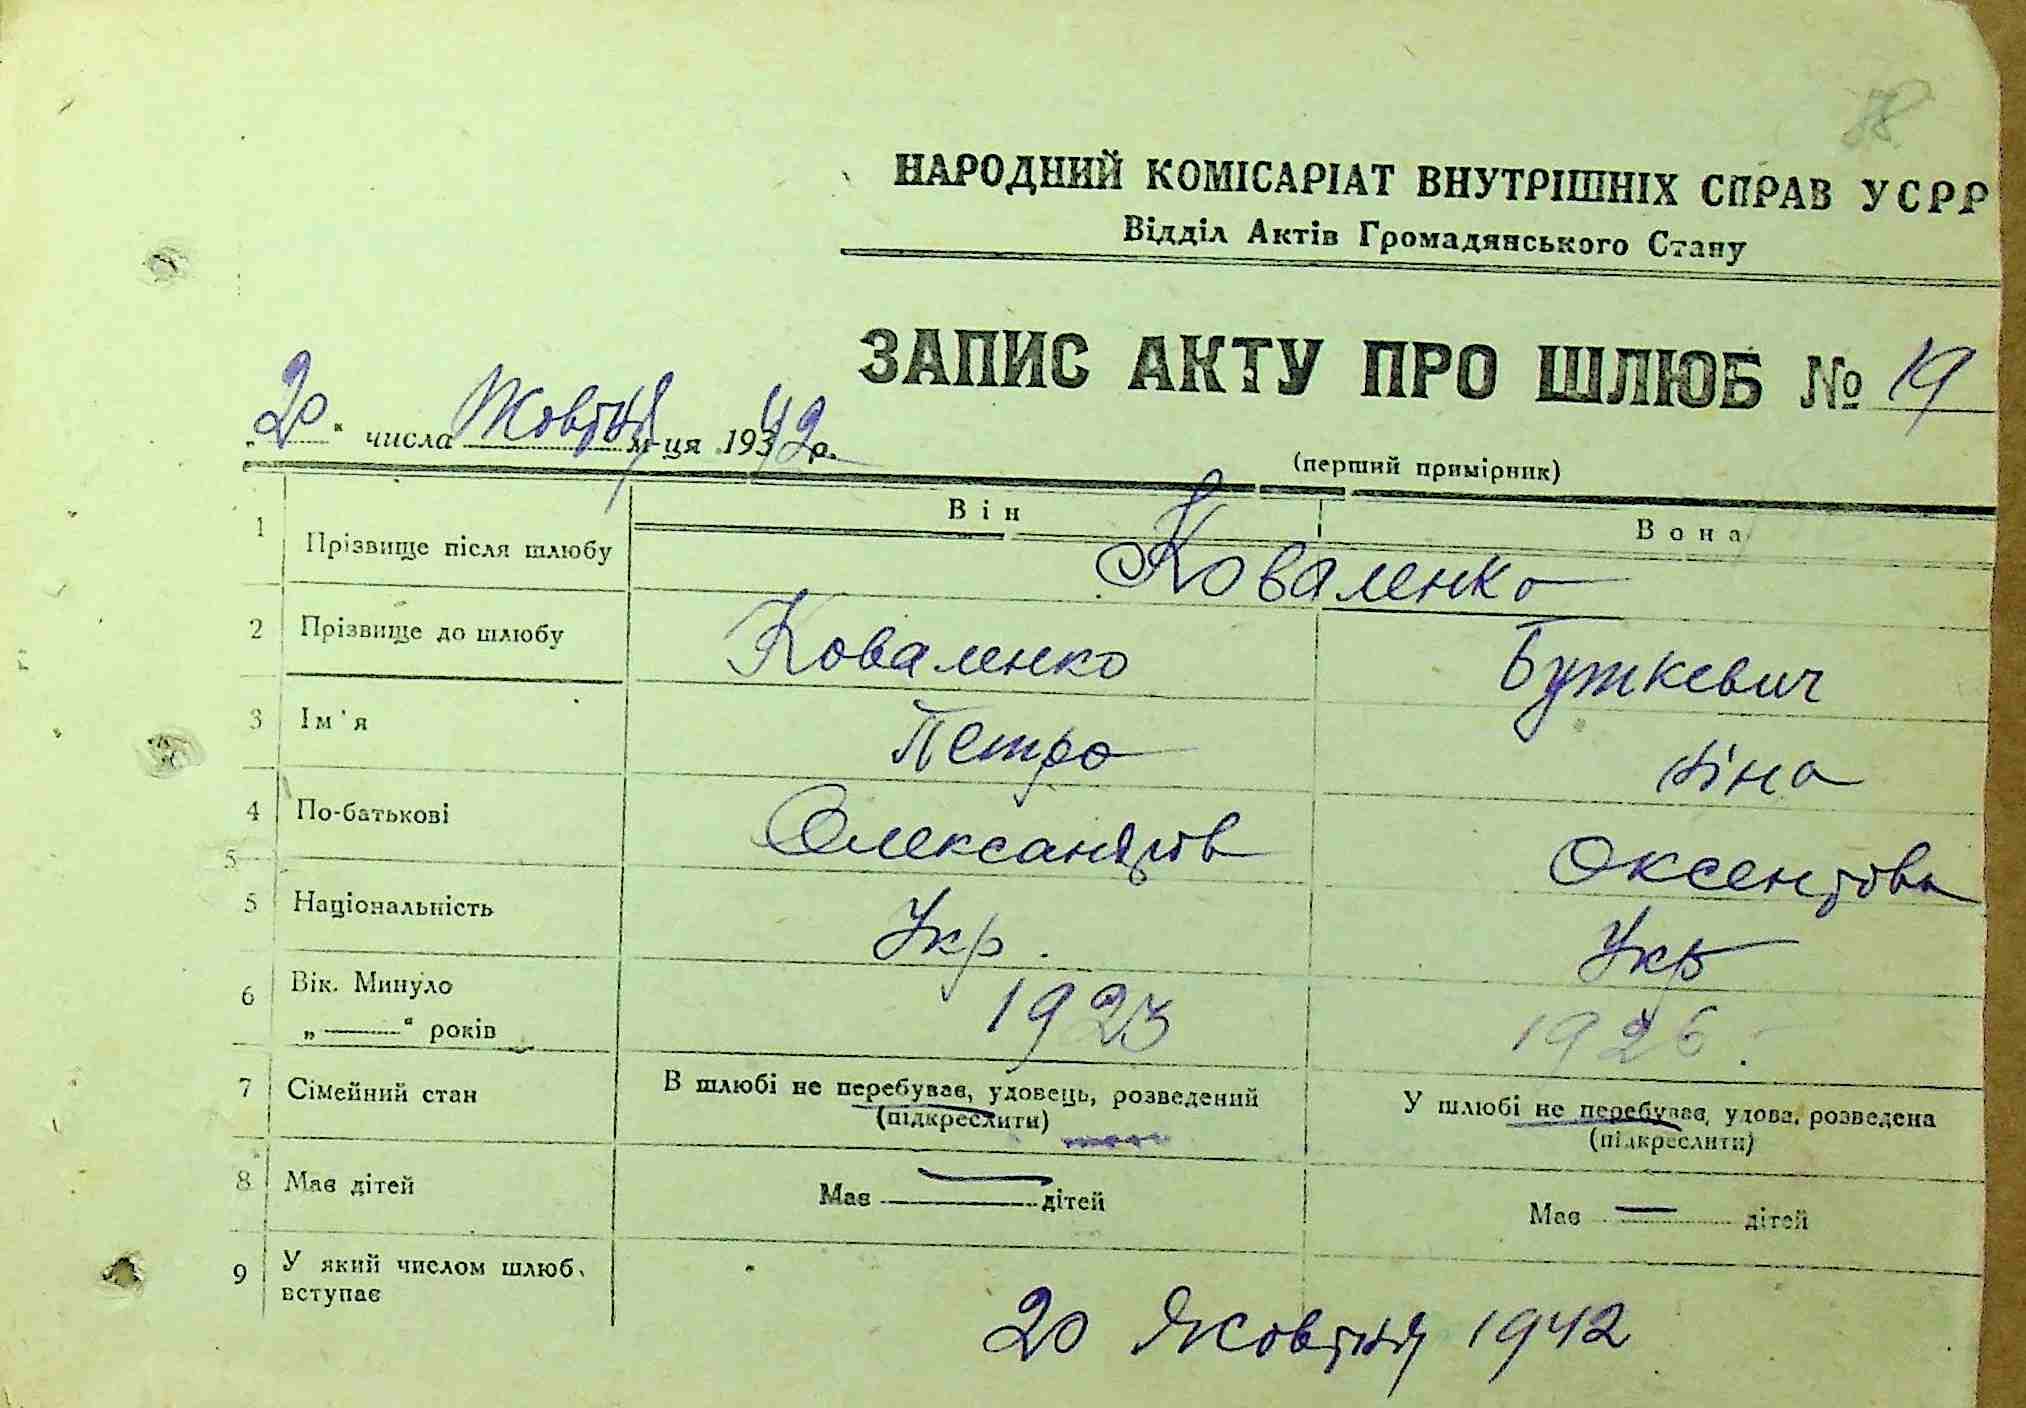 88
НАРОДНИЙ КОМІСАРІАТ ВНУТРІШНІХ СПРАВ УСРР
Відділ Актів Громадянського Стану
ЗАПИС АКТУ ПРО ШЛЮБ № 19
„20“ числа Жовтня м-ця 1942 р.
(перший примірник)
Він Вона
1 Прізвище після шлюбу Коваленко
2 Прізвище до шлюбу Коваленко Буткевич
3 Ім'я Петро Ніна
4 По-батькові Олександров Оксентова
5
5 Національність Укр. Укр
6 Вік. Минуло 1923 1926.
„ — “ років
7 Сімейний стан В шлюбі не перебував, удовець, розведений У шлюбі не перебував, удова, розведена
(підкреслити) (підкреслити)
8 Має дітей Має — дітей Має — дітей
9 У який числом шлюб
вступає
20 Жовтня 1942